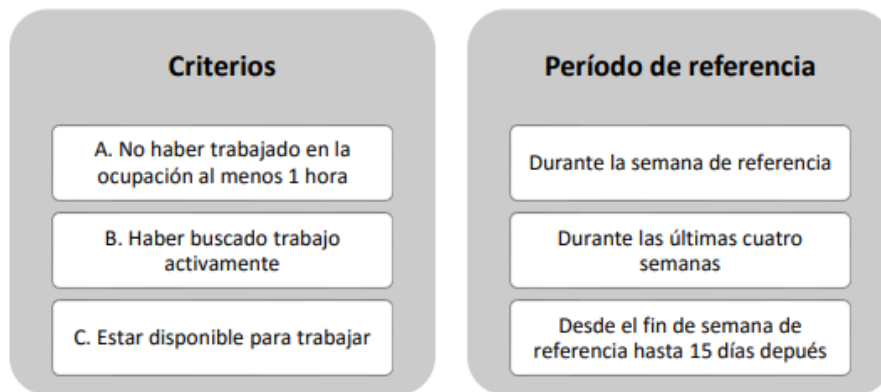 Criterios
A. No haber trabajado en la
ocupación al menos 1 hora
B. Haber buscado trabajo
activamente
C. Estar disponible para trabajar
Período de referencia
Durante la semana de referencia
Durante las últimas cuatro
semanas
Desde el fin de semana de
referencia hasta 15 días depués